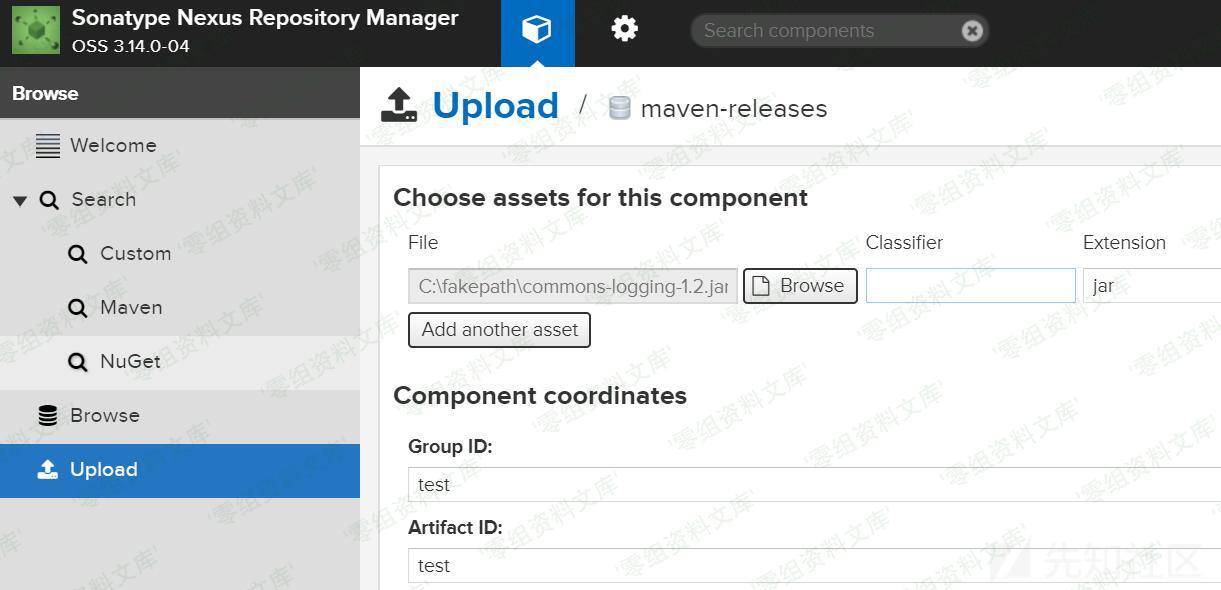 Sonatype Nexus Repository Manager
OSS 3.14.0-04
Search components
Browse
Welcome
Search
Custom
Maven
NuGet
Browse
Upload
Upload / maven-releases
Choose assets for this component
File Classifier Extension
C:\fakepath\commons-logging-1.2.jar Browse jar
Add another asset
Component coordinates
Group ID:
test
Artifact ID:
test
'零组资料文库'
先知社区